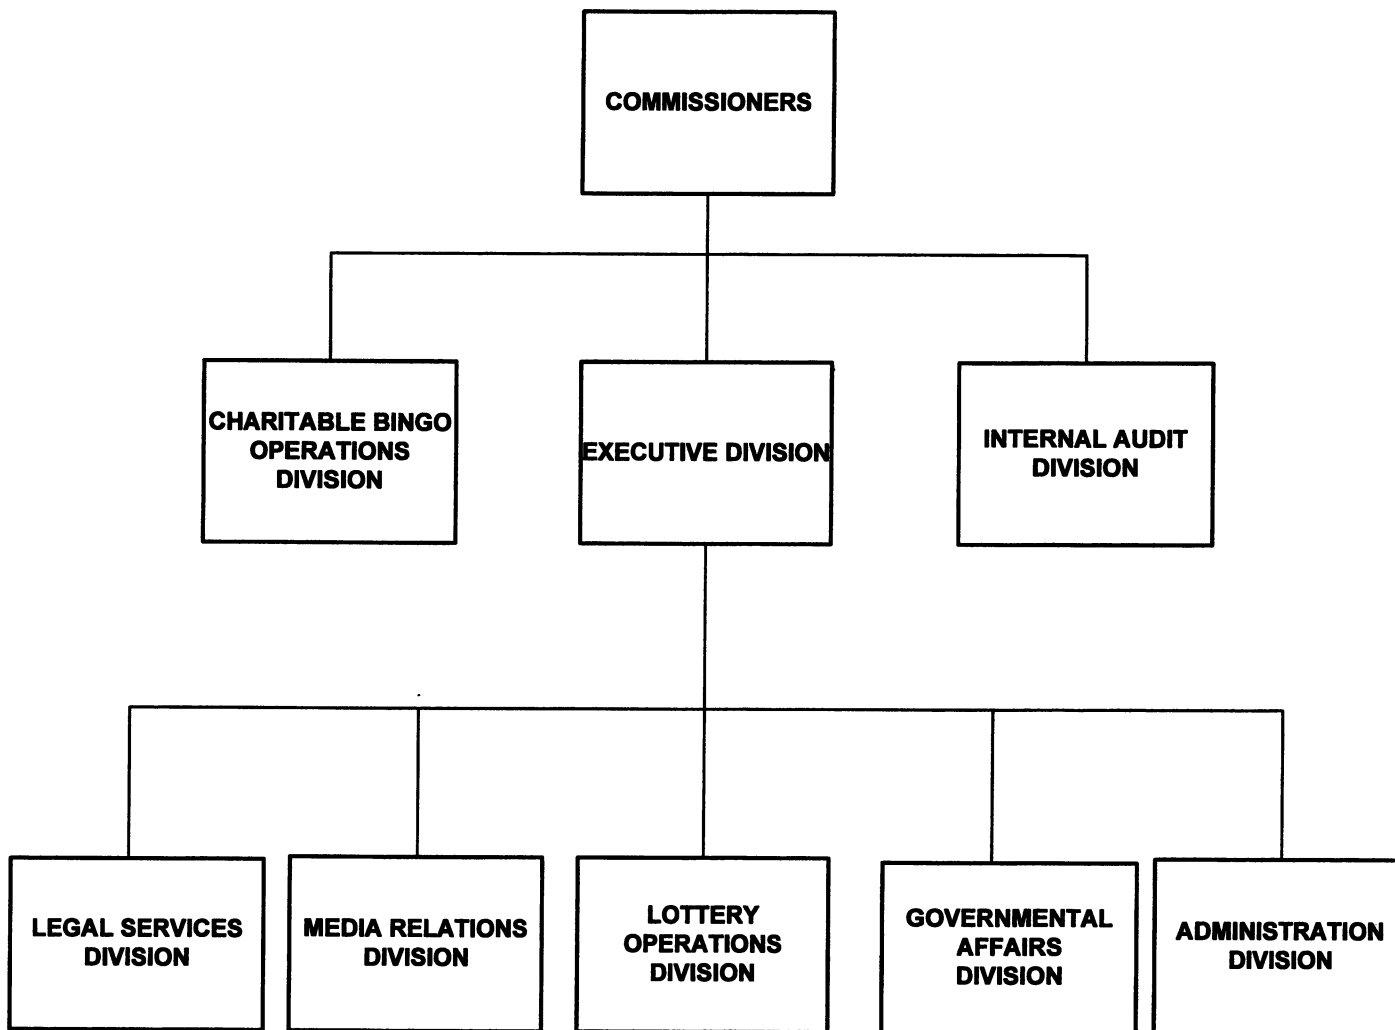 COMMISSIONERS
CHARITABLE BINGO
OPERATIONS
DIVISION
EXECUTIVE DIVISION
INTERNAL AUDIT
DIVISION
LEGAL SERVICES
DIVISION
MEDIA RELATIONS
DIVISION
LOTTERY
OPERATIONS
DIVISION
GOVERNMENTAL
AFFAIRS
DIVISION
ADMINISTRATION
DIVISION